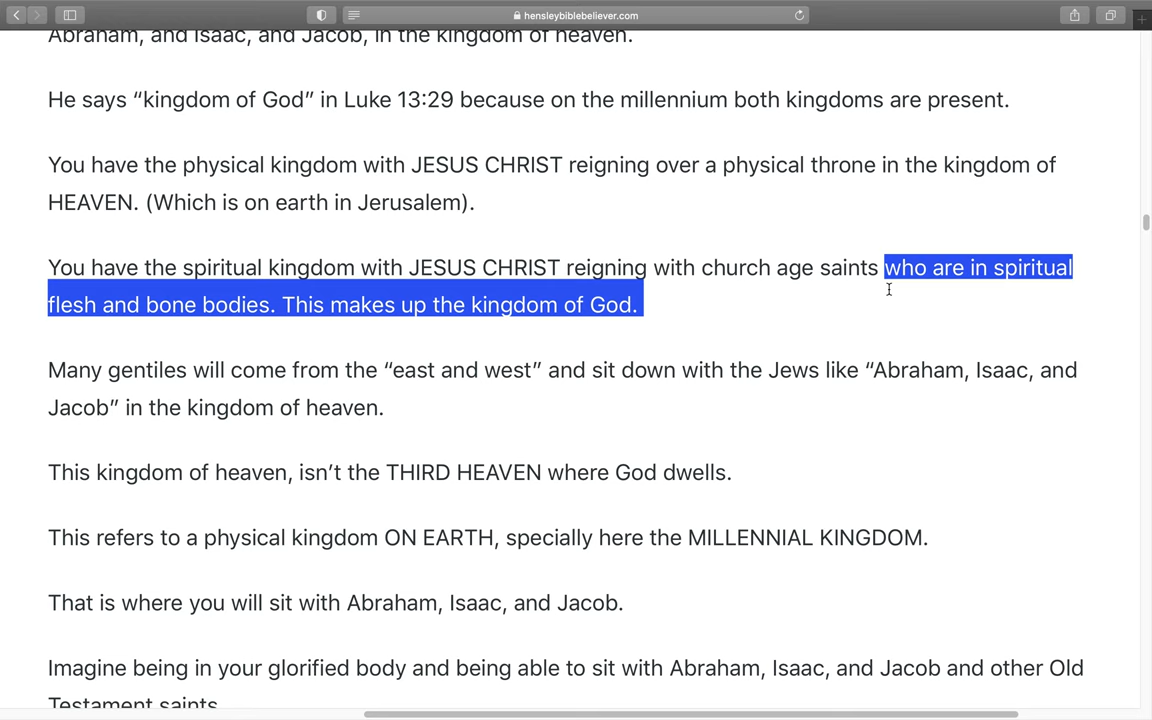 hensleybiblebeliever.com
Abraham, and Isaac, and Jacob, in the kingdom of heaven.
He says “kingdom of God” in Luke 13:29 because on the millennium both kingdoms are present.
You have the physical kingdom with JESUS CHRIST reigning over a physical throne in the kingdom of
HEAVEN. (Which is on earth in Jerusalem).
You have the spiritual kingdom with JESUS CHRIST reigning with church age saints who are in spiritual
flesh and bone bodies. This makes up the kingdom of God.
Many gentiles will come from the “east and west” and sit down with the Jews like “Abraham, Isaac, and
Jacob” in the kingdom of heaven.
This kingdom of heaven, isn’t the THIRD HEAVEN where God dwells.
This refers to a physical kingdom ON EARTH, specially here the MILLENNIAL KINGDOM.
That is where you will sit with Abraham, Isaac, and Jacob.
Imagine being in your glorified body and being able to sit with Abraham, Isaac, and Jacob and other Old
Testament saints